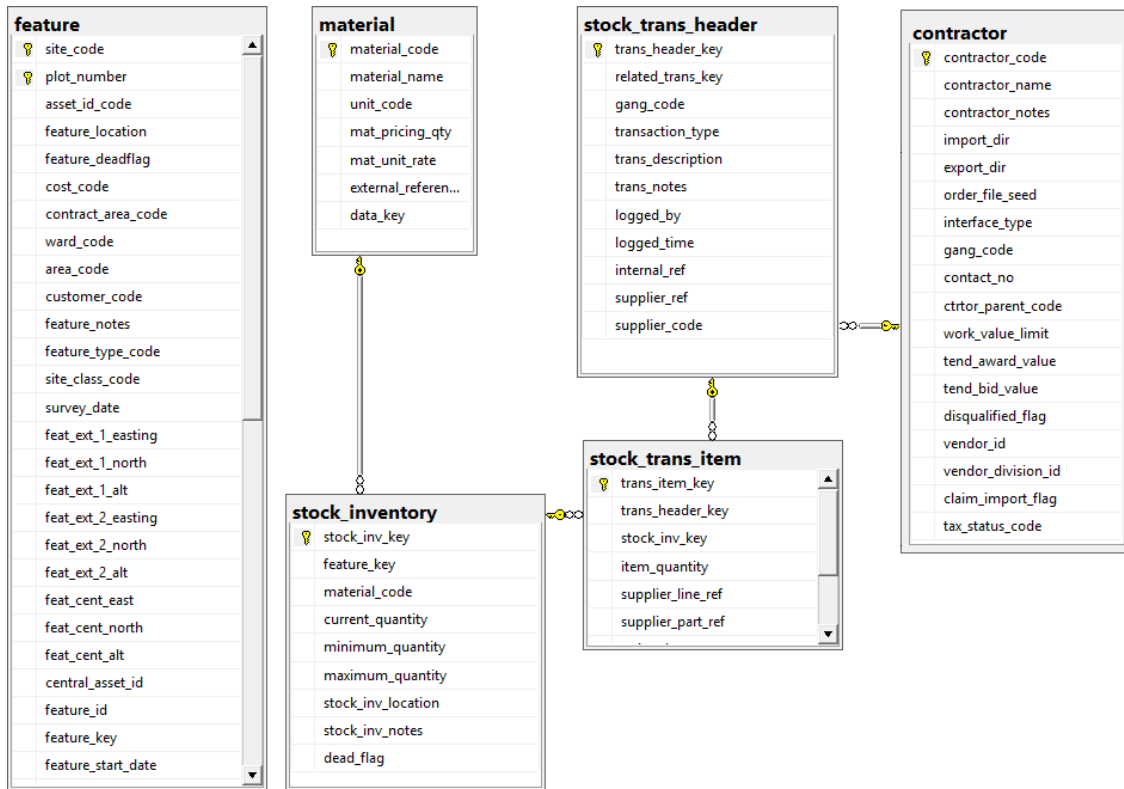 feature
site_code
plot_number
asset_id_code
feature_location
feature_deadflag
cost_code
contract_area_code
ward_code
area_code
customer_code
feature_notes
feature_type_code
site_class_code
survey_date
feat_ext_1_easting
feat_ext_1_north
feat_ext_1_alt
feat_ext_2_easting
feat_ext_2_north
feat_ext_2_alt
feat_cent_east
feat_cent_north
feat_cent_alt
central_asset_id
feature_id
feature_key
feature_start_date
material
material_code
material_name
unit_code
mat_pricing_qty
mat_unit_rate
external_referen...
data_key
stock_trans_header
trans_header_key
related_trans_key
gang_code
transaction_type
trans_description
trans_notes
logged_by
logged_time
internal_ref
supplier_ref
supplier_code
contractor
contractor_code
contractor_name
contractor_notes
import_dir
export_dir
order_file_seed
interface_type
gang_code
contact_no
ctrtor_parent_code
work_value_limit
tend_award_value
tend_bid_value
disqualified_flag
vendor_id
vendor_division_id
claim_import_flag
tax_status_code
stock_inventory
stock_inv_key
feature_key
material_code
current_quantity
minimum_quantity
maximum_quantity
stock_inv_location
stock_inv_notes
dead_flag
stock_trans_item
trans_item_key
trans_header_key
stock_inv_key
item_quantity
supplier_line_ref
supplier_part_ref